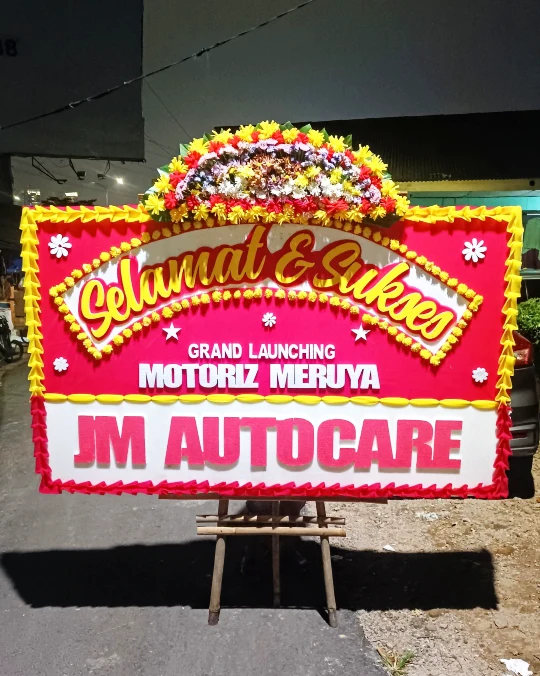 Selamat & Sukses
GRAND LAUNCHING
MOTORIZ MERUYA
JM AUTOCARE